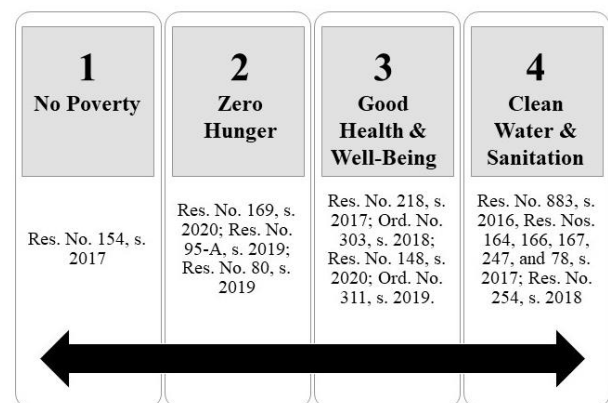 1
No Poverty
Res. No. 154, s.
2017
2
Zero
Hunger
Res. No. 169, s.
2020; Res. No.
95-A, s. 2019;
Res. No. 80, s.
2019
3
Good
Health &
Well-Being
Res. No. 218, s.
2017; Ord. No.
303, s. 2018;
Res. No. 148, s.
2020; Ord. No.
311, s. 2019.
4
Clean
Water &
Sanitation
Res. No. 883, s.
2016, Res. Nos.
164, 166, 167,
247, and 78, s.
2017; Res. No.
254, s. 2018